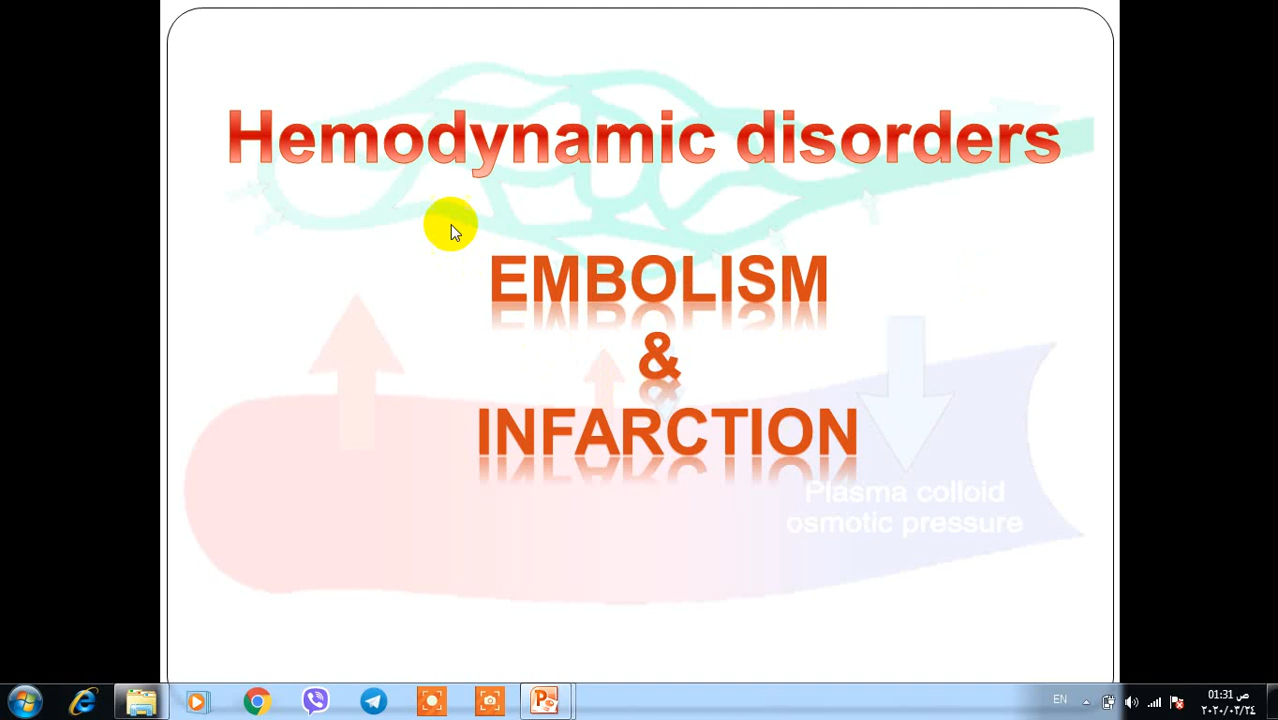 Hemodynamic disorders
EMBOLISM
&
INFARCTION
Plasma colloid
osmotic pressure
EN
01:31 ص
٢٠٢٠/٠٣/٢٤